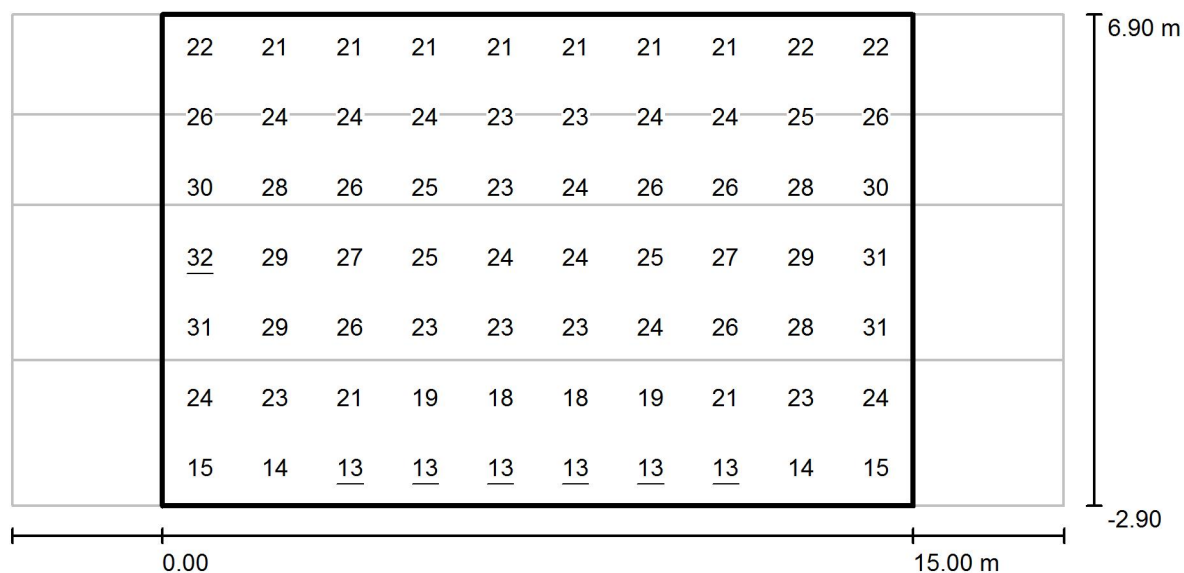 6.90 m
22 21 21 21 21 21 21 21 22 22
26 24 24 24 23 23 24 24 25 26
30 28 26 25 23 24 26 26 28 30
32 29 27 25 24 24 25 27 29 31
31 29 26 23 23 23 24 26 28 31
24 23 21 19 18 18 19 21 23 24
15 14 13 13 13 13 13 13 14 15
-2.90
0.00 15.00 m